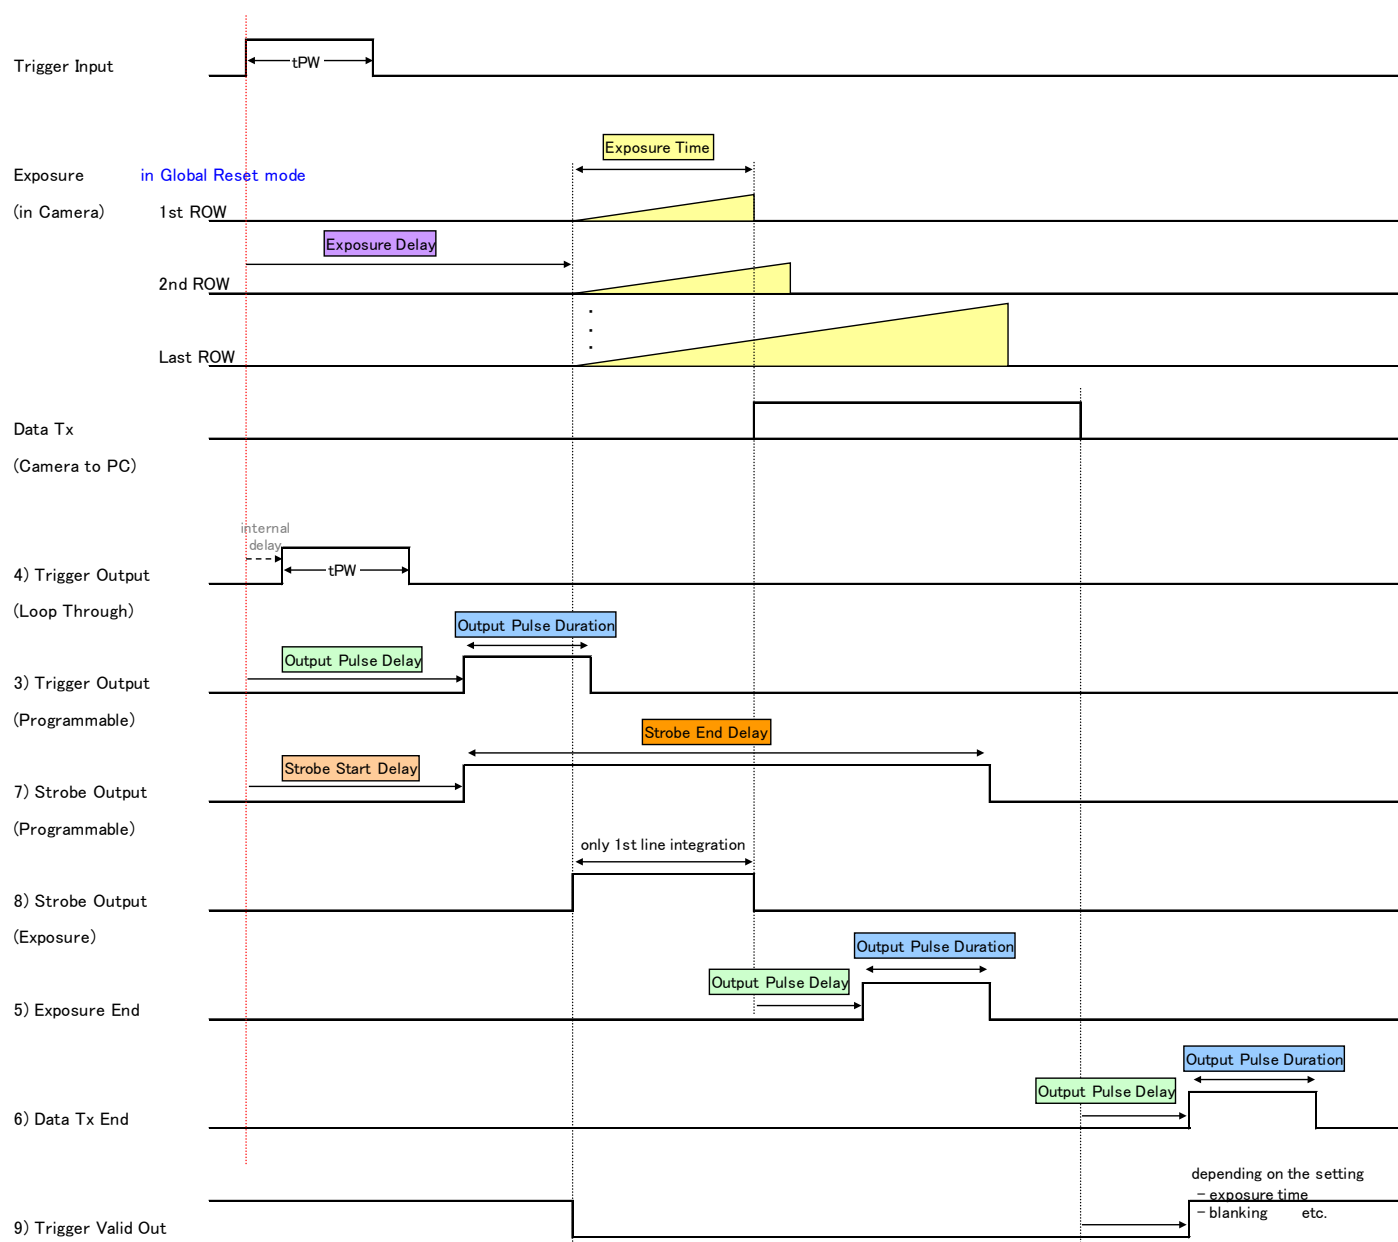 Trigger Input
tPW
Exposure Time
Exposure in Global Reset mode
(in Camera) 1st ROW
Exposure Delay
2nd ROW
Last ROW
Data Tx
(Camera to PC)
internal
delay
4) Trigger Output
tPW
(Loop Through)
Output Pulse Duration
Output Pulse Delay
3) Trigger Output
(Programmable)
Strobe End Delay
Strobe Start Delay
7) Strobe Output
(Programmable)
only 1st line integration
8) Strobe Output
(Exposure)
Output Pulse Duration
Output Pulse Delay
5) Exposure End
Output Pulse Duration
Output Pulse Delay
6) Data Tx End
depending on the setting
- exposure time
- blanking etc.
9) Trigger Valid Out